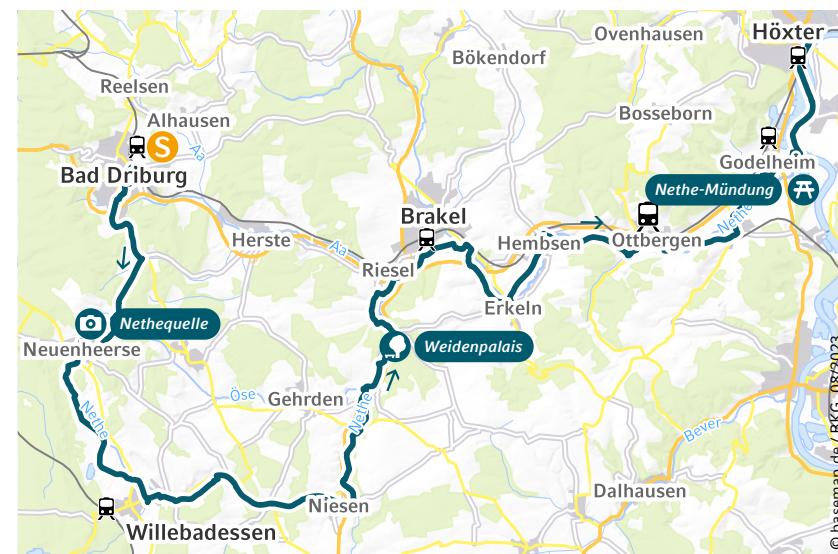 Höxter
Ovenhausen
Bökendorf
Reelsen
Bosseborn
Alhausen
S
Aa
Godelheim
Bad Driburg
Nethe-Mündung
Nethe
Brakel
Herste
Aa
Hembsen
Ottbergen
Riesel
Erkeln
Nethequelle
Neuenheerse
Weidenpalais
Öse
Gehrden
Nethe
Nethe
Bever
Dalhausen
Niesen
Willebadessen
© basemap.de / BKG, 08/2023